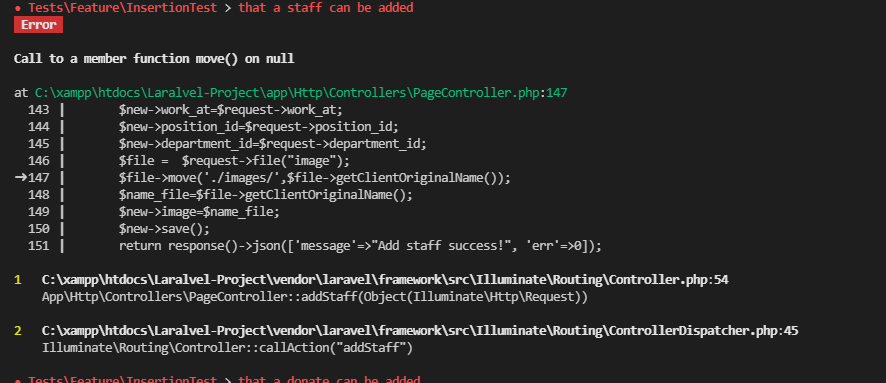 • Tests\Feature\InsertionTest > that a staff can be added
Error
Call to a member function move() on null
at C:\xampp\htdocs\Laralvel-Project\app\Http\Controllers\PageController.php:147
143 | $new->work_at=$request->work_at;
144 | $new->position_id=$request->position_id;
145 | $new->department_id=$request->department_id;
146 | $file =  $request->file("image");
➜147 | $file->move('./images/',$file->getClientOriginalName());
148 | $name_file=$file->getClientOriginalName();
149 | $new->image=$name_file;
150 | $new->save();
151 | return response()->json(['message'=>"Add staff success!", 'err'=>0]);
1 C:\xampp\htdocs\Laralvel-Project\vendor\laravel\framework\src\Illuminate\Routing\Controller.php:54
App\Http\Controllers\PageController::addStaff(Object(Illuminate\Http\Request))
2 C:\xampp\htdocs\Laralvel-Project\vendor\laravel\framework\src\Illuminate\Routing\ControllerDispatcher.php:45
Illuminate\Routing\Controller::callAction("addStaff")
• Tests\Feature\InsertionTest > that a donate can be added